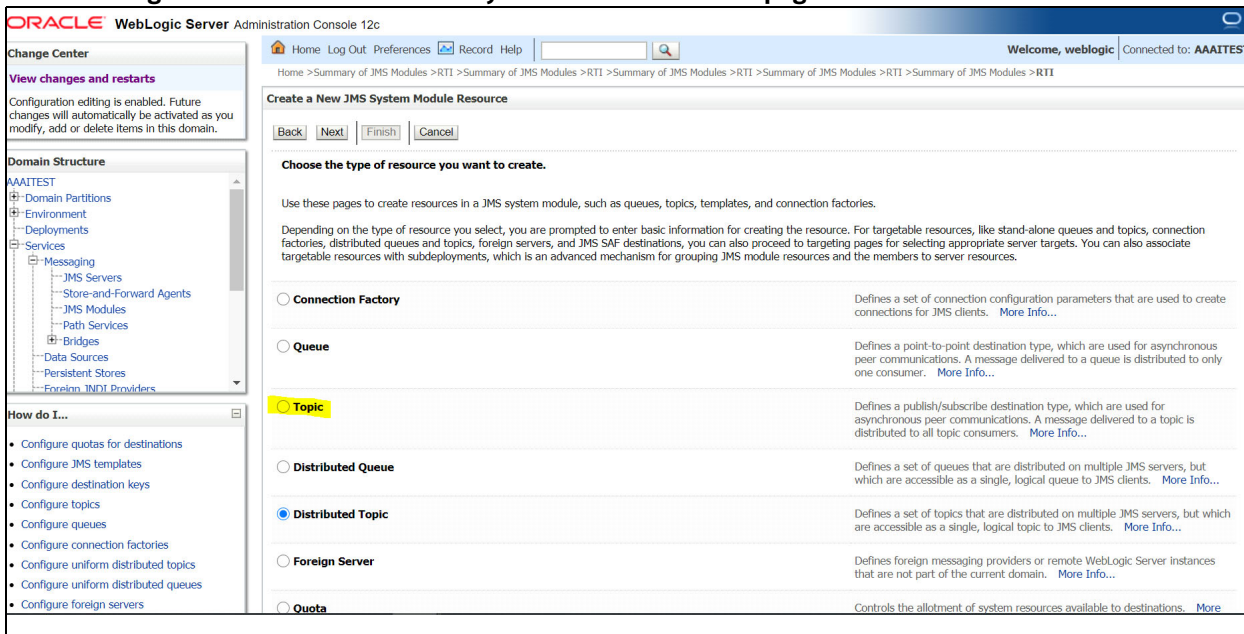 ORACLE WebLogic Server Administration Console 12c
Change Center
View changes and restarts
Configuration editing is enabled. Future
changes will automatically be activated as you
modify, add or delete items in this domain.
Domain Structure
AAAITEST
Domain Partitions
Environment
Deployments
Services
Messaging
JMS Servers
Store-and-Forward Agents
JMS Modules
Path Services
Bridges
Data Sources
Persistent Stores
Foreign JNDI Providers
How do I...
Configure quotas for destinations
Configure JMS templates
Configure destination keys
Configure topics
Configure queues
Configure connection factories
Configure uniform distributed topics
Configure uniform distributed queues
Configure foreign servers
Home Log Out Preferences Record Help
Welcome, weblogic Connected to: AAAITEST
Home >Summary of JMS Modules >RTI >Summary of JMS Modules >RTI >Summary of JMS Modules >RTI >Summary of JMS Modules >RTI >Summary of JMS Modules >RTI
Create a New JMS System Module Resource
Back Next Finish Cancel
Choose the type of resource you want to create.
Use these pages to create resources in a JMS system module, such as queues, topics, templates, and connection factories.
Depending on the type of resource you select, you are prompted to enter basic information for creating the resource. For targetable resources, like stand-alone queues and topics, connection
factories, distributed queues and topics, foreign servers, and JMS SAF destinations, you can also proceed to targeting pages for selecting appropriate server targets. You can also associate
targetable resources with subdeployments, which is an advanced mechanism for grouping JMS module resources and the members to server resources.
Connection Factory
Defines a set of connection configuration parameters that are used to create
connections for JMS clients. More Info...
Queue
Defines a point-to-point destination type, which are used for asynchronous
peer communications. A message delivered to a queue is distributed to only
one consumer. More Info...
Topic
Defines a publish/subscribe destination type, which are used for
asynchronous peer communications. A message delivered to a topic is
distributed to all topic consumers. More Info...
Distributed Queue
Defines a set of queues that are distributed on multiple JMS servers, but
which are accessible as a single, logical queue to JMS clients. More Info...
Distributed Topic
Defines a set of topics that are distributed on multiple JMS servers, but which
are accessible as a single, logical topic to JMS clients. More Info...
Foreign Server
Defines foreign messaging providers or remote WebLogic Server instances
that are not part of the current domain. More Info...
Quota
Controls the allotment of system resources available to destinations. More